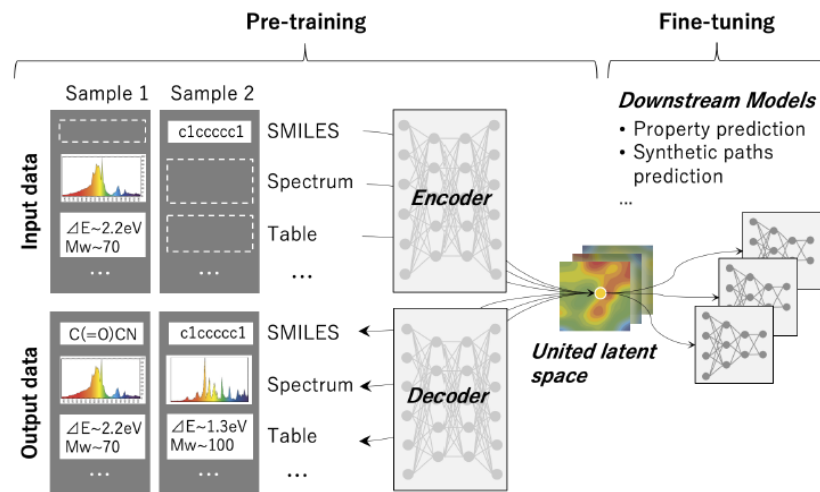 Pre-training
Fine-tuning
Sample 1
Sample 2
Input data
c1ccccc1
SMILES
Spectrum
⊿E~2.2eV
Mw~70
Table
...
...
...
Encoder
Downstream Models
• Property prediction
• Synthetic paths
prediction
...
United latent
space
Output data
C(=O)CN
c1ccccc1
SMILES
Spectrum
⊿E~2.2eV
Mw~70
⊿E~1.3eV
Mw~100
Table
...
...
...
Decoder